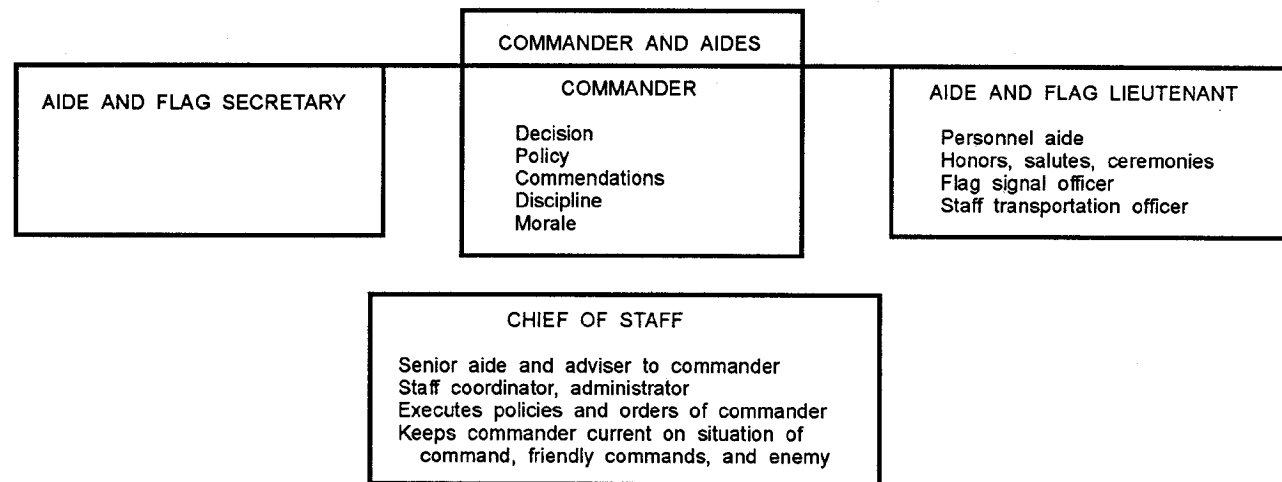 COMMANDER AND AIDES
AIDE AND FLAG SECRETARY
COMMANDER
Decision
Policy
Commendations
Discipline
Morale
AIDE AND FLAG LIEUTENANT
Personnel aide
Honors, salutes, ceremonies
Flag signal officer
Staff transportation officer
CHIEF OF STAFF
Senior aide and adviser to commander
Staff coordinator, administrator
Executes policies and orders of commander
Keeps commander current on situation of
command, friendly commands, and enemy